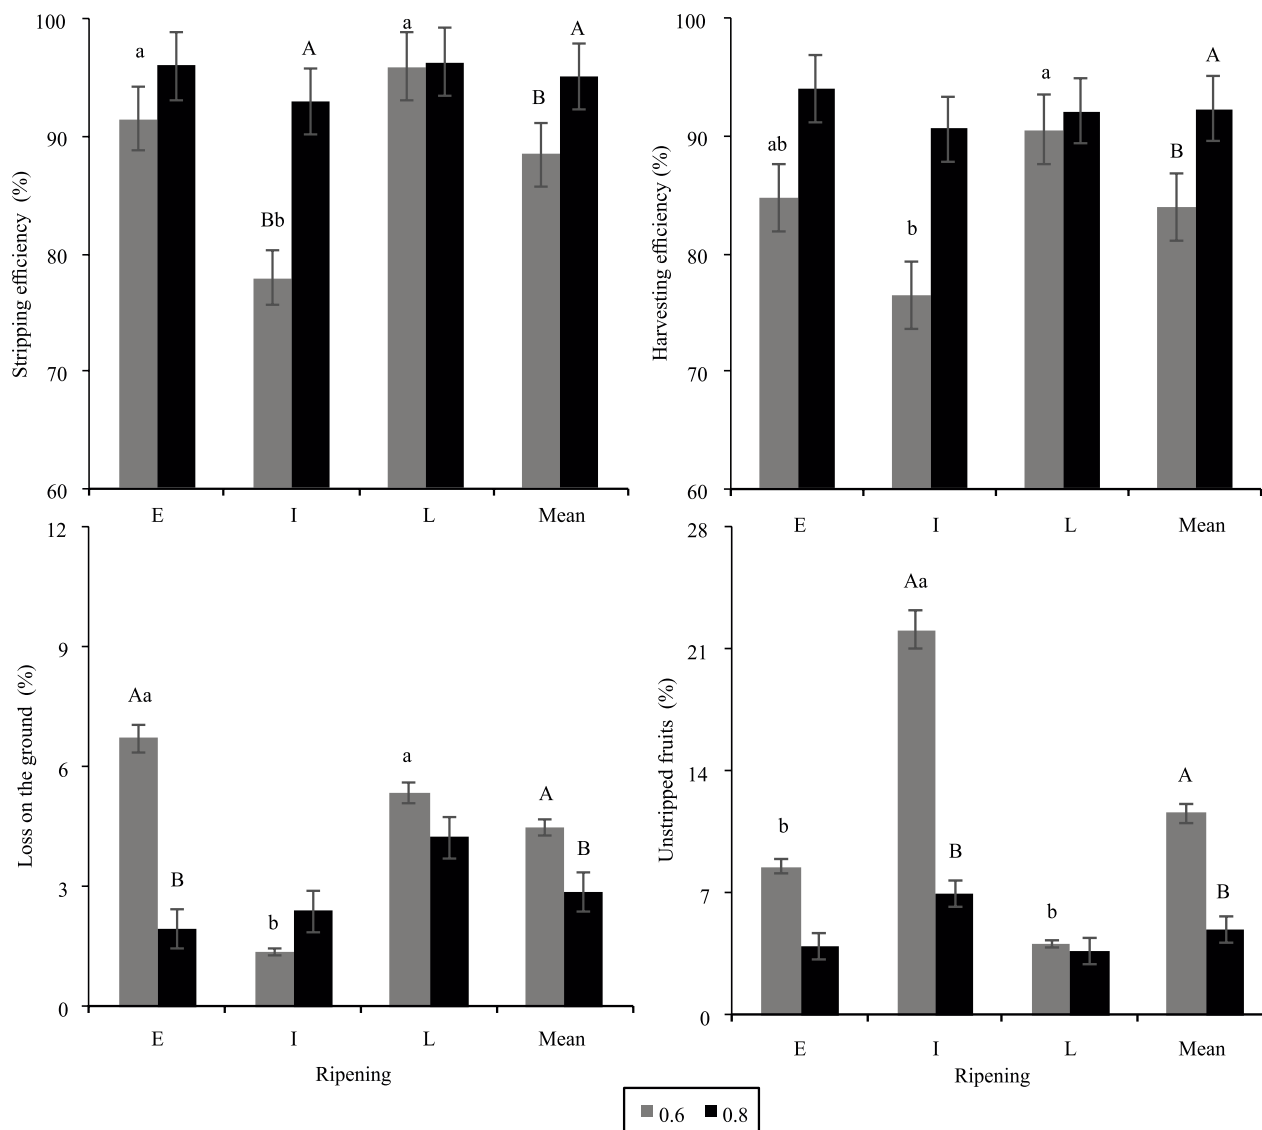 100
90
80
70
60
Stripping efficiency (%)
a
Bb
A
a
B
A
E
I
L
Mean
100
90
80
70
60
Harvesting efficiency (%)
ab
b
a
B
A
E
I
L
Mean
12
9
6
3
0
Loss on the ground (%)
Aa
B
b
a
A
B
E
I
L
Mean
Ripening
28
21
14
7
0
Unstripped fruits (%)
b
Aa
B
b
A
B
E
I
L
Mean
Ripening
0.6 0.8